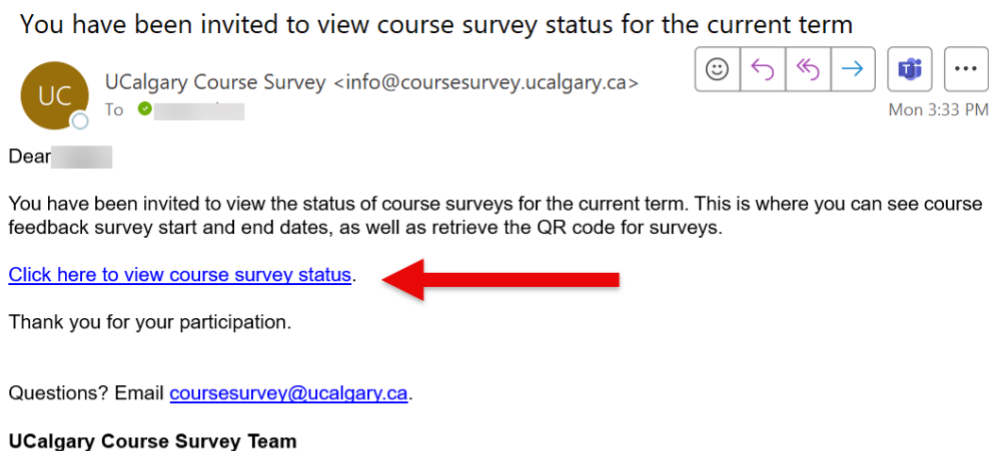 You have been invited to view course survey status for the current term
UC
UCalgary Course Survey <info@coursesurvey.ucalgary.ca>
To
Mon 3:33 PM
Dear
You have been invited to view the status of course surveys for the current term. This is where you can see course
feedback survey start and end dates, as well as retrieve the QR code for surveys.
Click here to view course survey status.
Thank you for your participation.
Questions? Email coursesurvey@ucalgary.ca.
UCalgary Course Survey Team